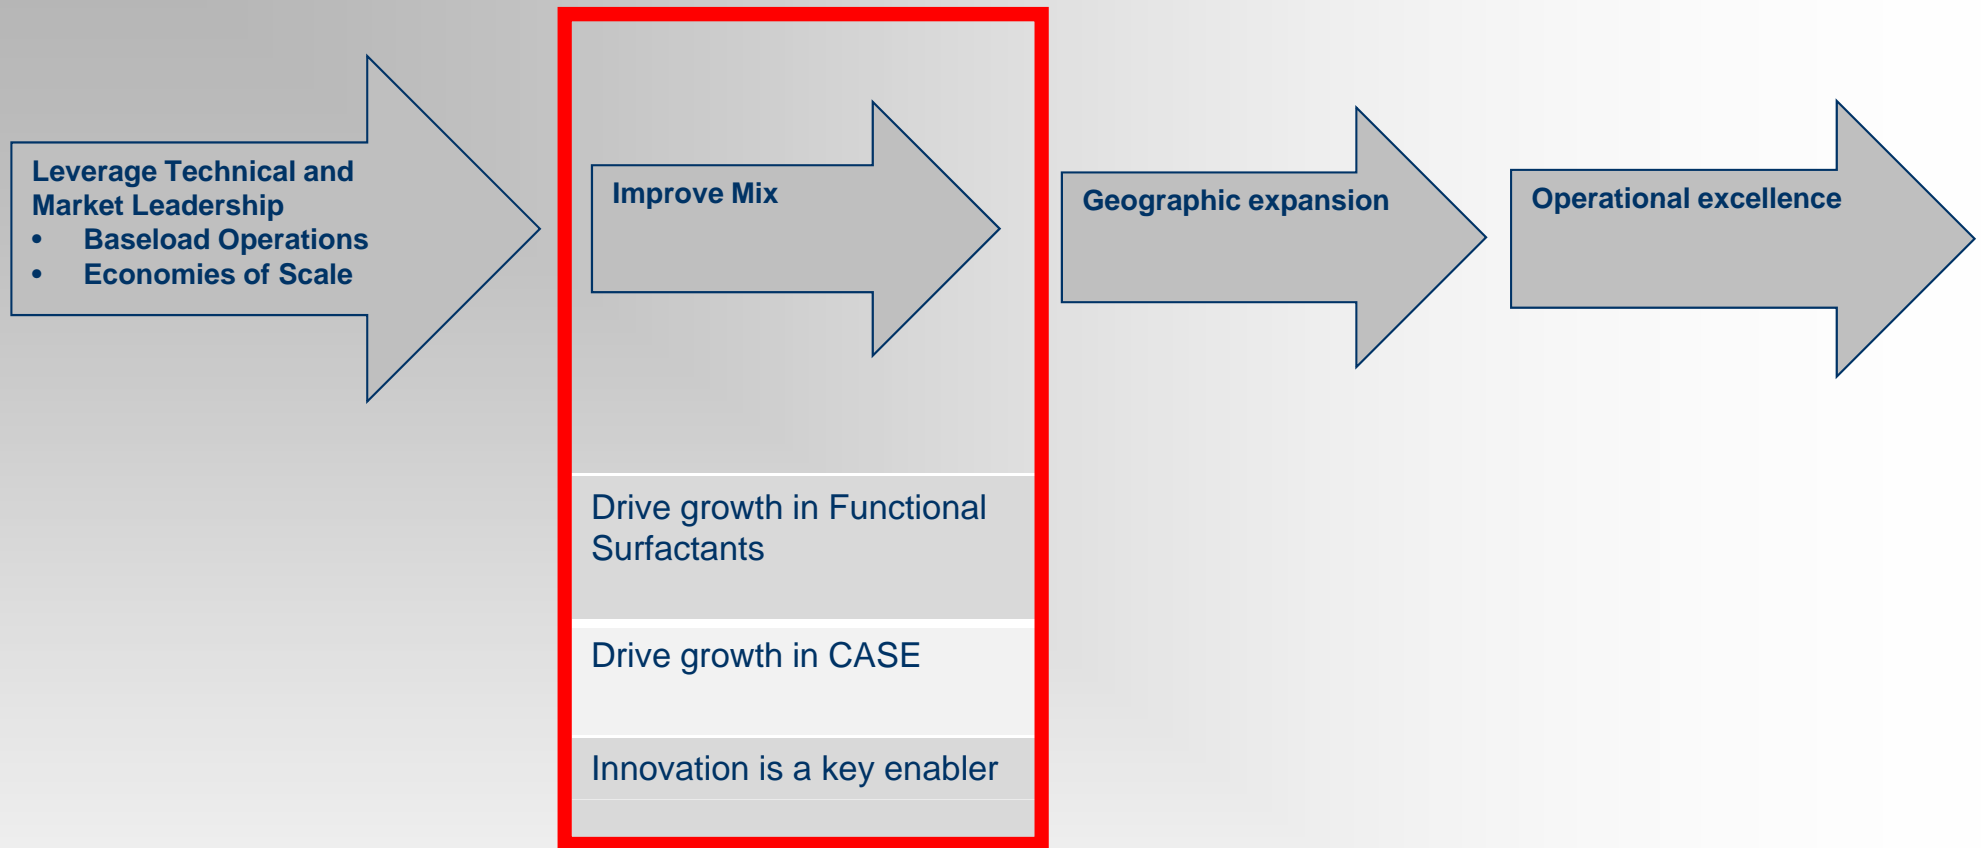 Leverage Technical and
Market Leadership
• Baseload Operations
• Economies of Scale
Improve Mix
Geographic expansion
Operational excellence
Drive growth in Functional
Surfactants
Drive growth in CASE
Innovation is a key enabler